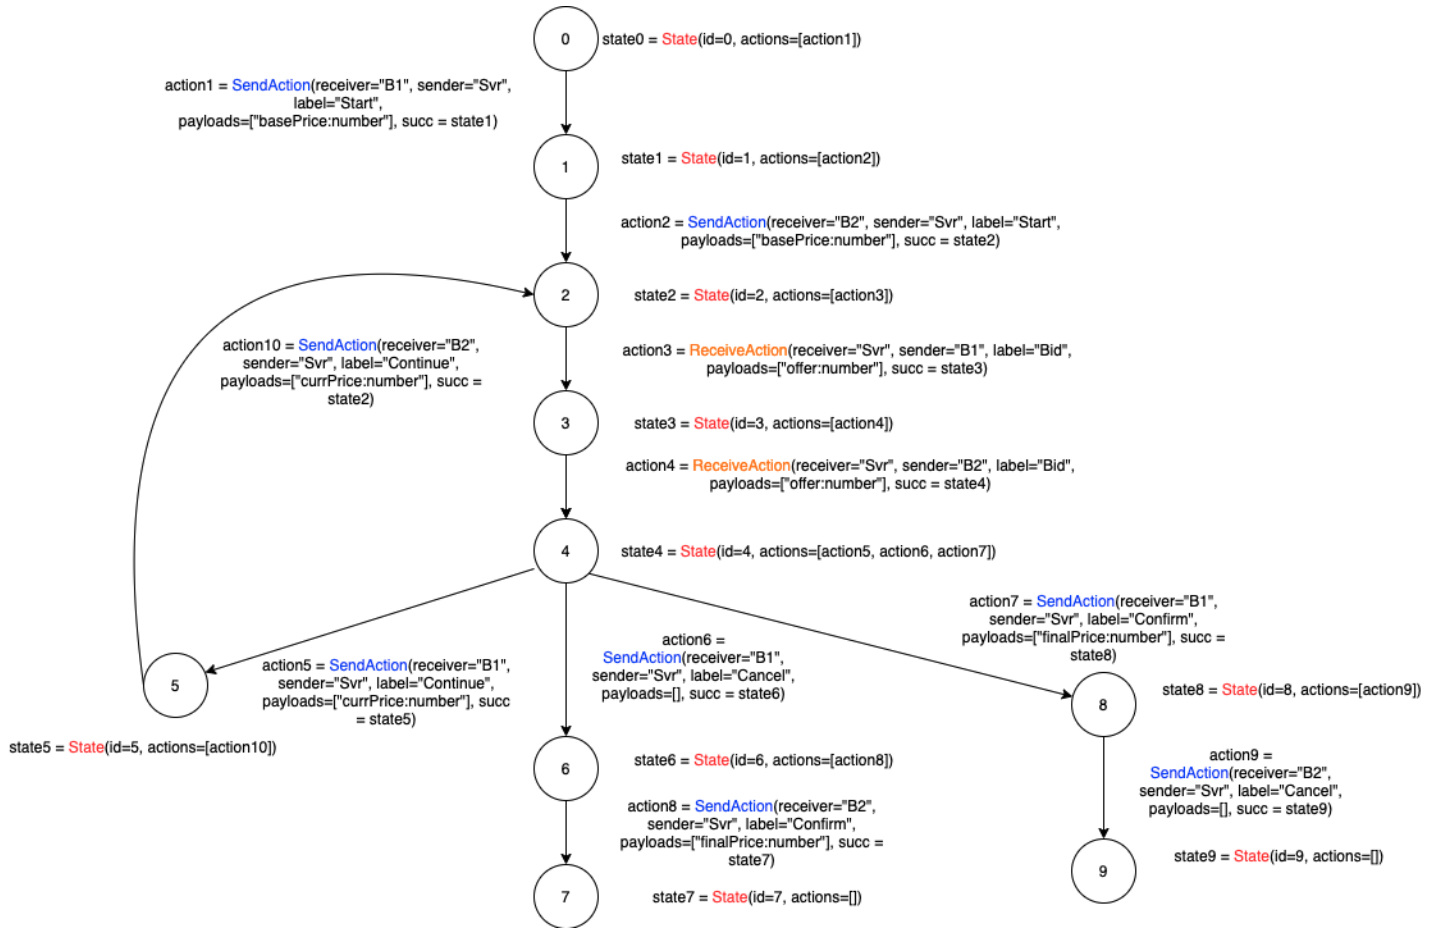 0
state0 = State(id=0, actions=[action1])
action1 = SendAction(receiver="B1", sender="Svr",
label="Start",
payloads=["basePrice:number"], succ = state1)
1
state1 = State(id=1, actions=[action2])
action2 = SendAction(receiver="B2", sender="Svr", label="Start",
payloads=["basePrice:number"], succ = state2)
2
state2 = State(id=2, actions=[action3])
action10 = SendAction(receiver="B2",
sender="Svr", label="Continue",
payloads=["currPrice:number"], succ =
state2)
action3 = ReceiveAction(receiver="Svr", sender="B1", label="Bid",
payloads=["offer:number"], succ = state3)
3
state3 = State(id=3, actions=[action4])
action4 = ReceiveAction(receiver="Svr", sender="B2", label="Bid",
payloads=["offer:number"], succ = state4)
4
state4 = State(id=4, actions=[action5, action6, action7])
action7 = SendAction(receiver="B1",
sender="Svr", label="Confirm",
payloads=["finalPrice:number"], succ =
state8)
action6 =
SendAction(receiver="B1",
sender="Svr", label="Cancel",
payloads=[], succ = state6)
action5 = SendAction(receiver="B1",
sender="Svr", label="Continue",
payloads=["currPrice:number"], succ
= state5)
5
state5 = State(id=5, actions=[action10])
8
state8 = State(id=8, actions=[action9])
6
state6 = State(id=6, actions=[action8])
action9 =
SendAction(receiver="B2",
sender="Svr", label="Cancel",
payloads=[], succ = state9)
action8 = SendAction(receiver="B2",
sender="Svr", label="Confirm",
payloads=["finalPrice:number"], succ =
state7)
9
state9 = State(id=9, actions=[])
7
state7 = State(id=7, actions=[])